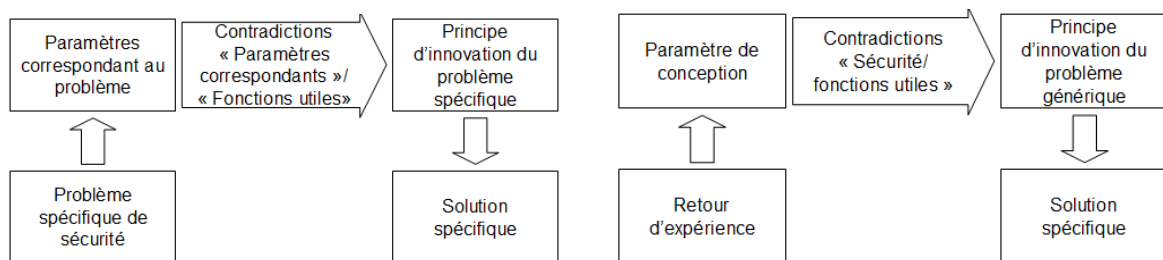 Paramètres
correspondant au
problème
Contradictions
« Paramètres
correspondants »/
« Fonctions utiles»
Principe
d'innovation du
problème
spécifique
Problème
spécifique de
sécurité
Solution
spécifique
Paramètre de
conception
Contradictions
« Sécurité/
fonctions utiles »
Principe
d'innovation du
problème
générique
Retour
d'expérience
Solution
spécifique